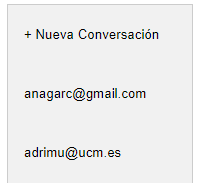 + Nueva Conversación
anagarc@gmail.com
adrimu@ucm.es